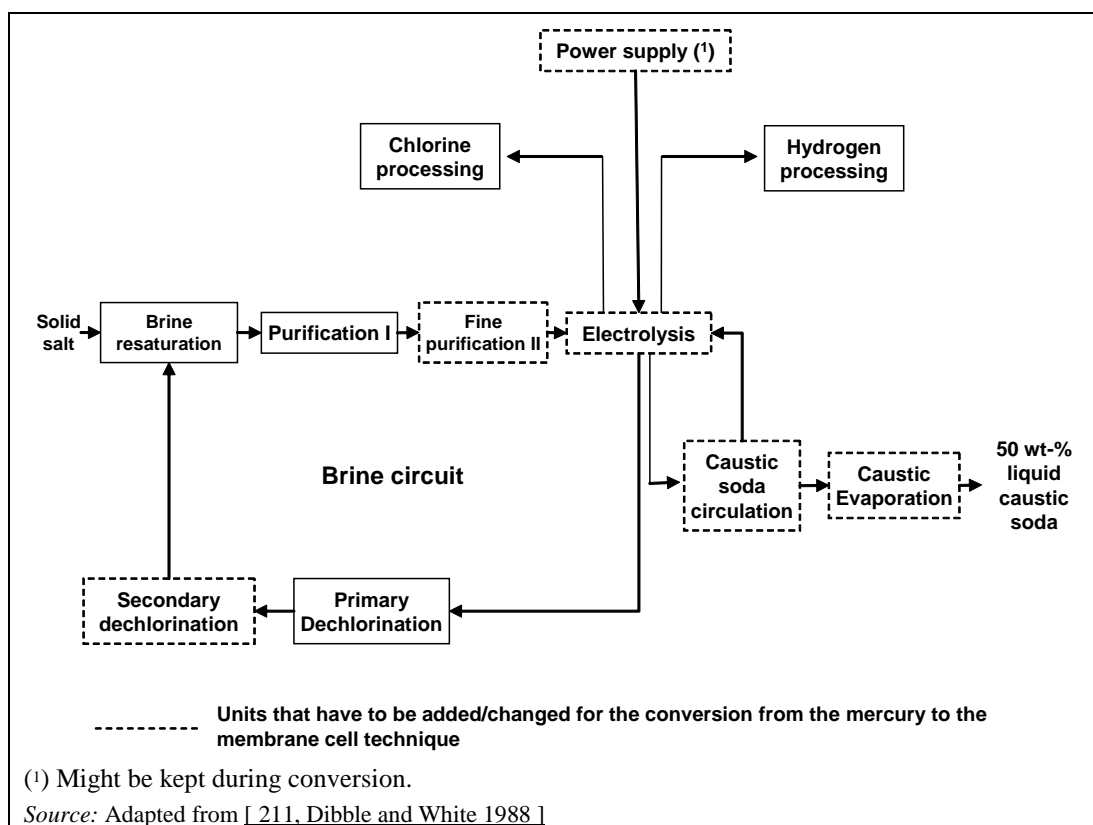 Power supply (1)
Chlorine
processing
Hydrogen
processing
Solid
salt
Brine
resaturation
Purification I
Fine
purification II
Electrolysis
Caustic
soda
circulation
Caustic
Evaporation
50 wt-%
liquid
caustic
soda
Brine circuit
Secondary
dechlorination
Primary
Dechlorination
Units that have to be added/changed for the conversion from the mercury to the
membrane cell technique
(1) Might be kept during conversion.
Source: Adapted from [ 211, Dibble and White 1988 ]